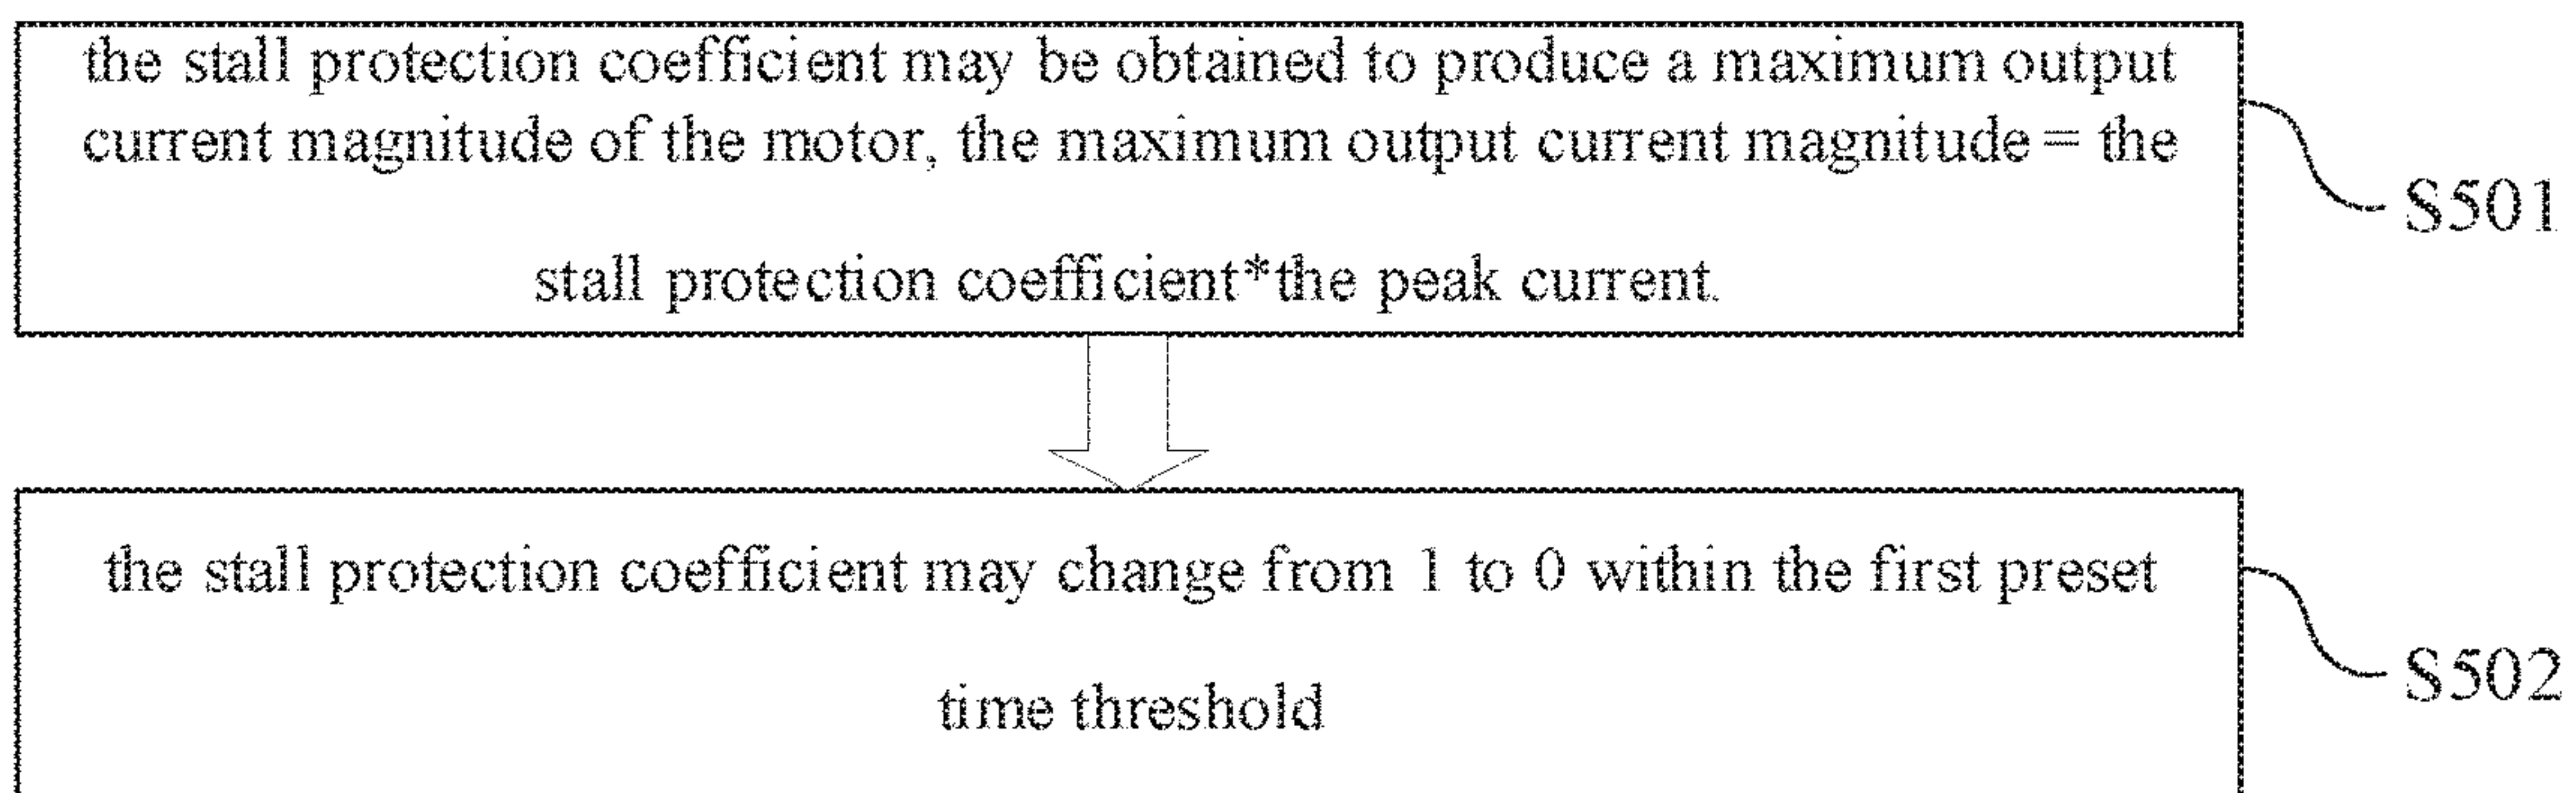 the stall protection coefficient may be obtained to produce a maximum output
current magnitude of the motor, the maximum output current magnitude = the
stall protection coefficient*the peak current.
S501
the stall protection coefficient may change from 1 to 0 within the first preset
time threshold
S502